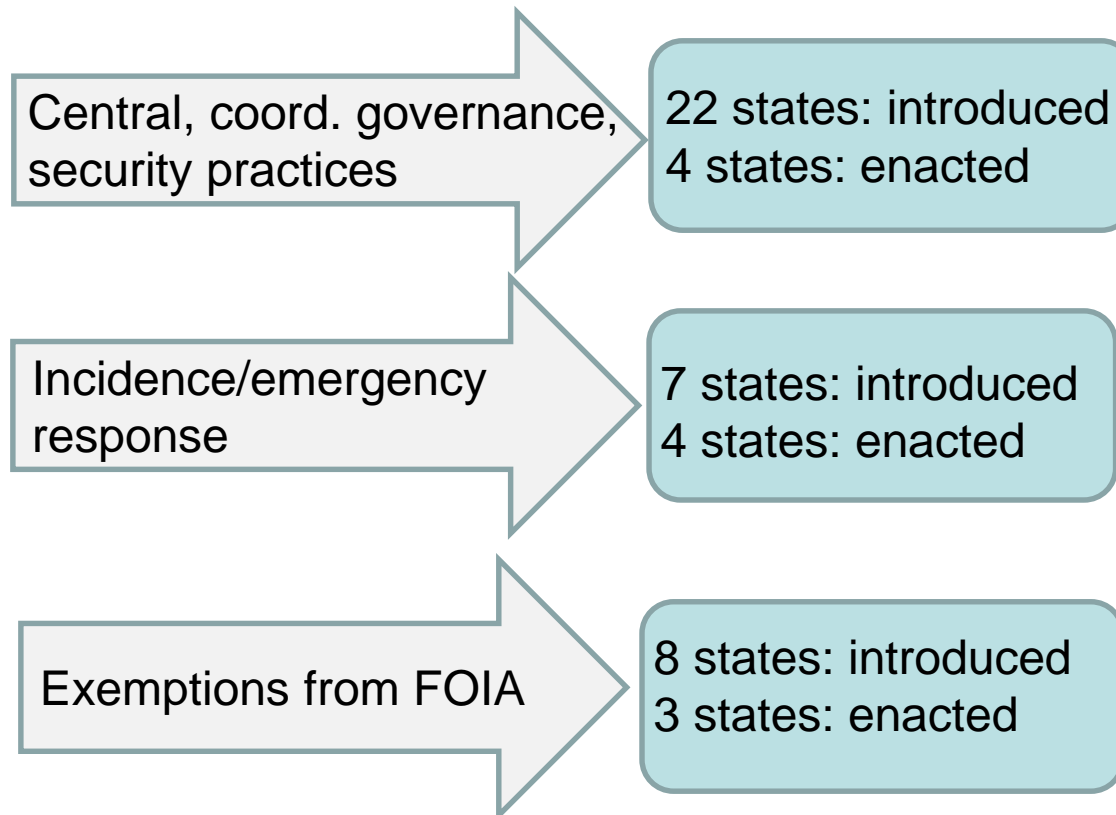 Central, coord. governance,
security practices
22 states: introduced
4 states: enacted
Incidence/emergency
response
7 states: introduced
4 states: enacted
Exemptions from FOIA
8 states: introduced
3 states: enacted